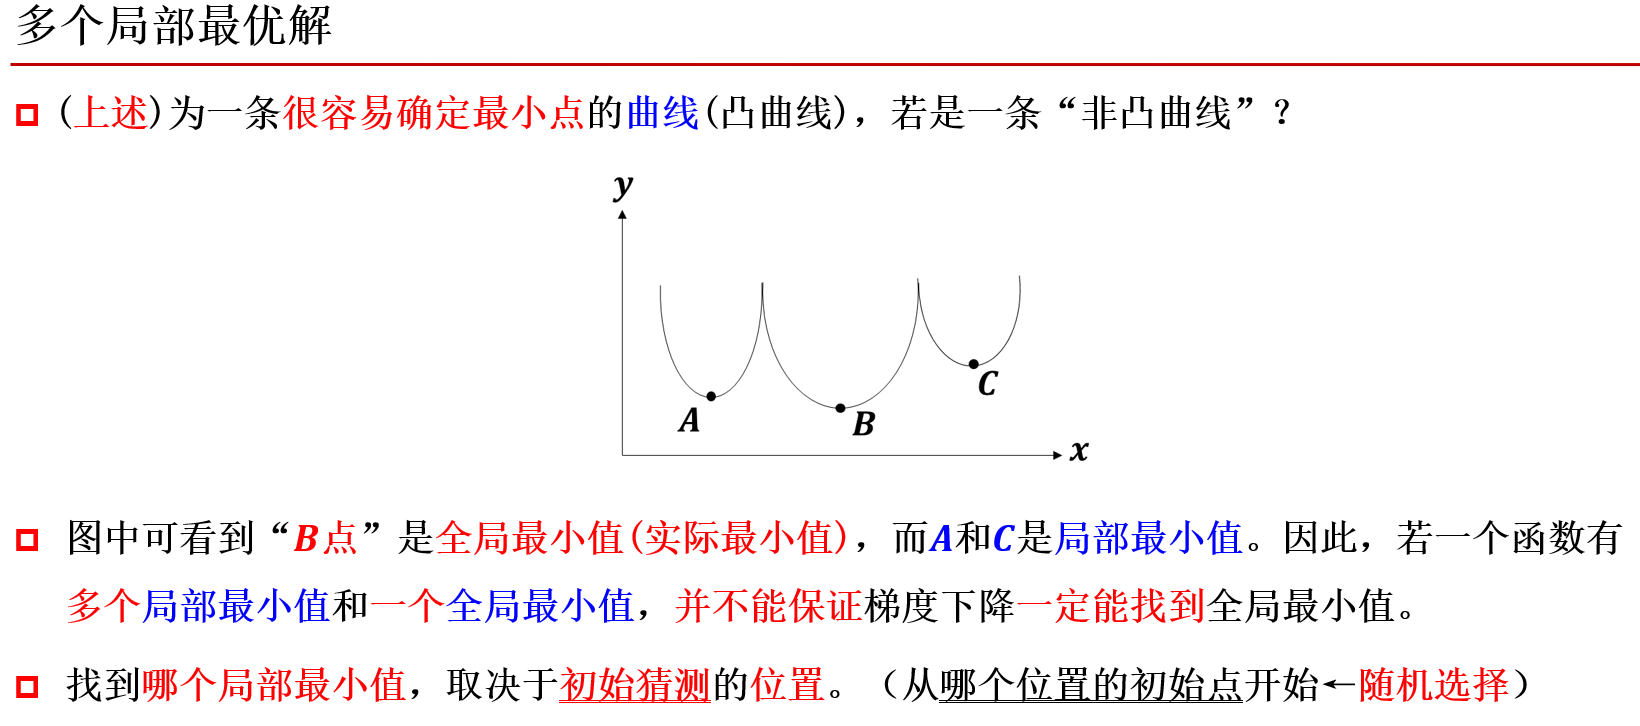 多个局部最优解
(上述)为一条很容易确定最小点的曲线(凸曲线)，若是一条“非凸曲线”？
y
A
B
C
x
图中可看到“B点”是全局最小值(实际最小值)，而A和C是局部最小值。因此，若一个函数有
多个局部最小值和一个全局最小值，并不能保证梯度下降一定能找到全局最小值。
找到哪个局部最小值，取决于初始猜测的位置。（从哪个位置的初始点开始←随机选择）